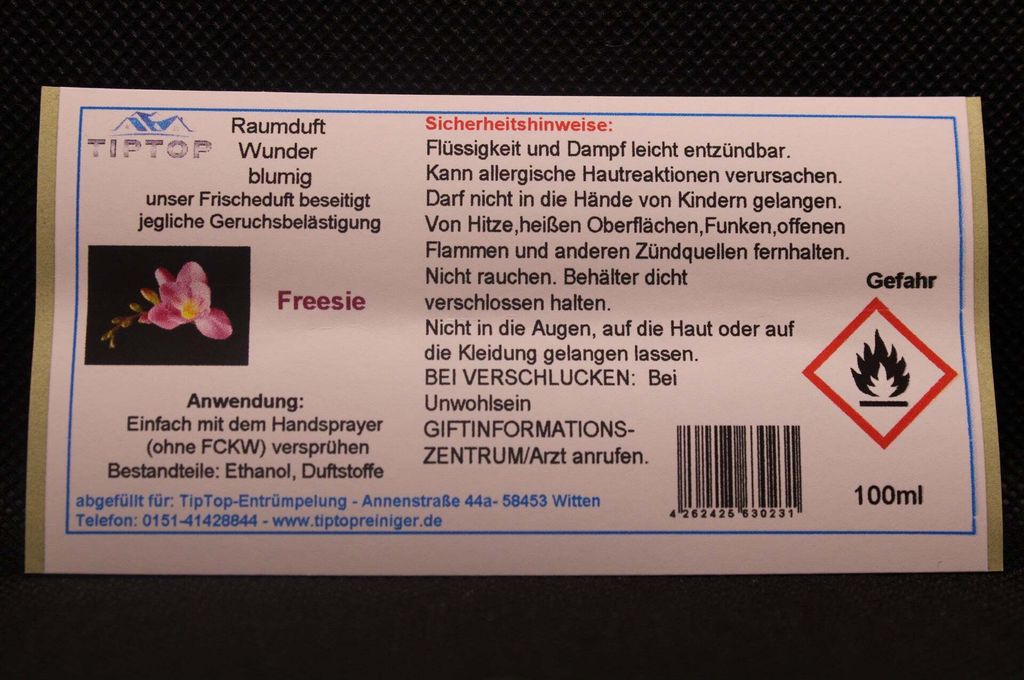 TIPTOP
Raumduft
Wunder
blumig
unser Frischeduft beseitigt
jegliche Geruchsbelästigung
Freesie
Anwendung:
Einfach mit dem Handsprayer
(ohne FCKW) versprühen
Bestandteile: Ethanol, Duftstoffe
abgefüllt für: TipTop-Entrümpelung - Annenstraße 44a- 58453 Witten
Telefon: 0151-41428844 - www.tiptopreiniger.de
Sicherheitshinweise:
Flüssigkeit und Dampf leicht entzündbar.
Kann allergische Hautreaktionen verursachen.
Darf nicht in die Hände von Kindern gelangen.
Von Hitze,heißen Oberflächen,Funken,offenen
Flammen und anderen Zündquellen fernhalten.
Nicht rauchen. Behälter dicht
verschlossen halten.
Nicht in die Augen, auf die Haut oder auf
die Kleidung gelangen lassen.
BEI VERSCHLUCKEN: Bei
Unwohlsein
GIFTINFORMATIONS-
ZENTRUM/Arzt anrufen.
4 262425 630231
Gefahr
100ml